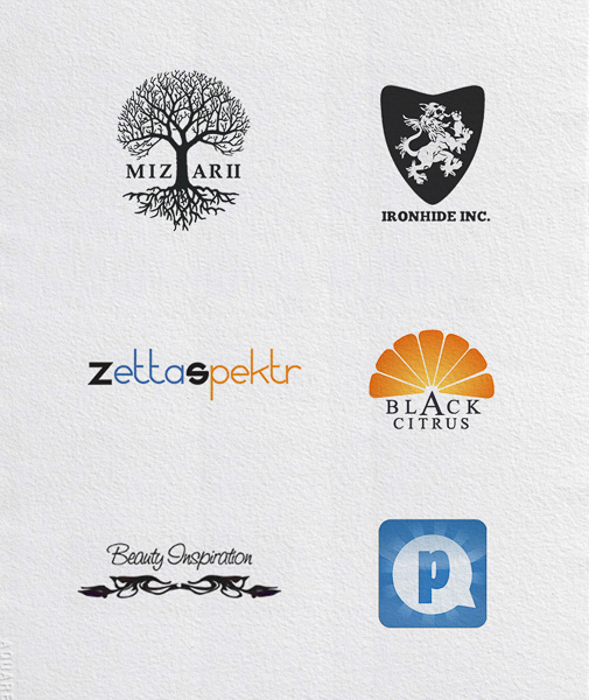 MIZ ARII
IRONHIDE INC.
zettaspektr
BLACK
CITRUS
Beauty Inspiration
p